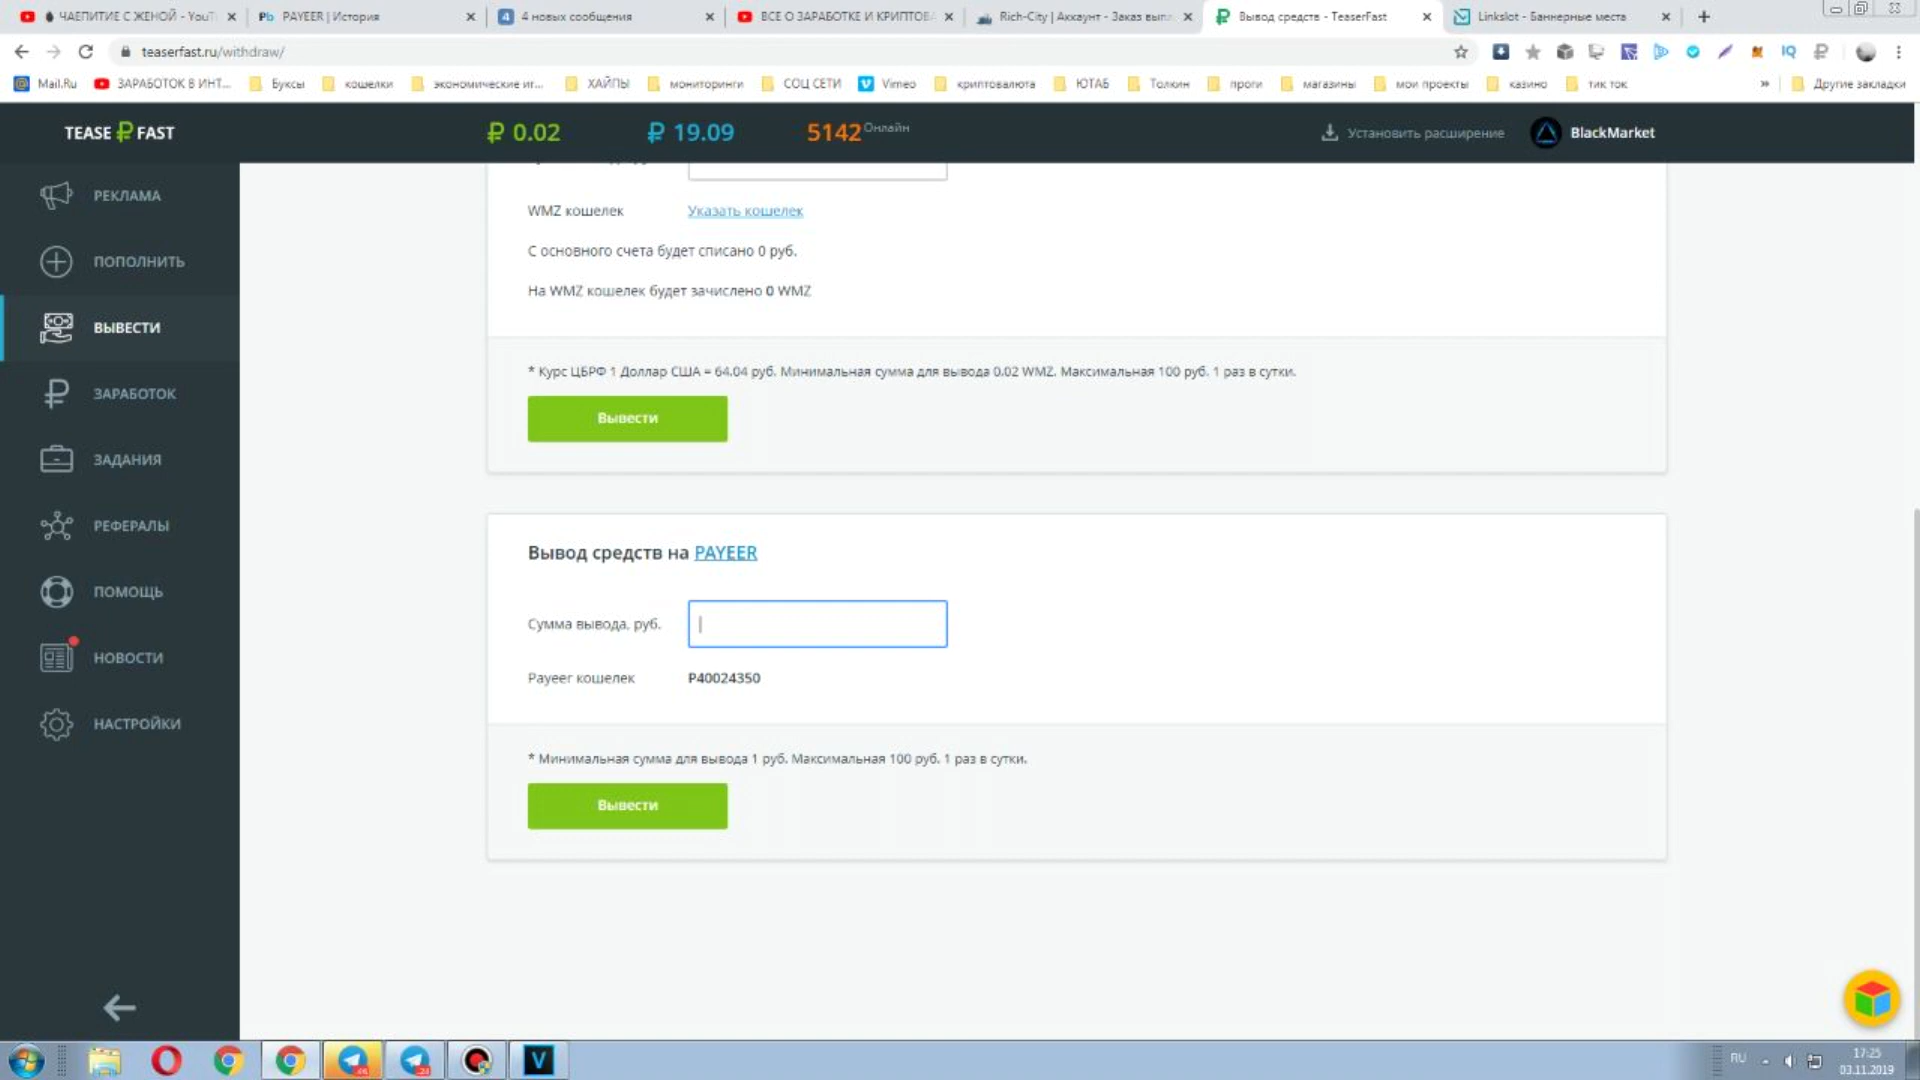 ЧАЕПИТИЕ С ЖЕНОЙ - YouT
PAYEER | История
4 новых сообщения
ВСЕ О ЗАРАБОТКЕ И КРИПТОВ
Rich-City | Аккаунт - Заказ вып
Вывод средств - TeaserFast
Linkslot - Баннерные места
teaserfast.ru/withdraw/
Mail.Ru
ЗАРАБОТОК В ИНТ...
Буксы
кошелки
экономические иг...
ХАЙПЫ
мониторинги
СОЦ СЕТИ
Vimeo
криптовалюта
ЮТАБ
Толкин
проги
магазины
мои проекты
казино
тик ток
»
Другие закладки
TEASE ₽ FAST
₽ 0.02
₽ 19.09
5142 Онлайн
Установить расширение
BlackMarket
РЕКЛАМА
ПОПОЛНИТЬ
ВЫВЕСТИ
ЗАРАБОТОК
ЗАДАНИЯ
РЕФЕРАЛЫ
ПОМОЩЬ
НОВОСТИ
НАСТРОЙКИ
WMZ кошелек Указать кошелек
С основного счета будет списано 0 руб.
На WMZ кошелек будет зачислено 0 WMZ
* Курс ЦБРФ 1 Доллар США = 64.04 руб. Минимальная сумма для вывода 0.02 WMZ. Максимальная 100 руб. 1 раз в сутки.
Вывести
Вывод средств на PAYEER
Сумма вывода, руб.
Payeer кошелек P40024350
* Минимальная сумма для вывода 1 руб. Максимальная 100 руб. 1 раз в сутки.
Вывести
RU
17:25
03.11.2019